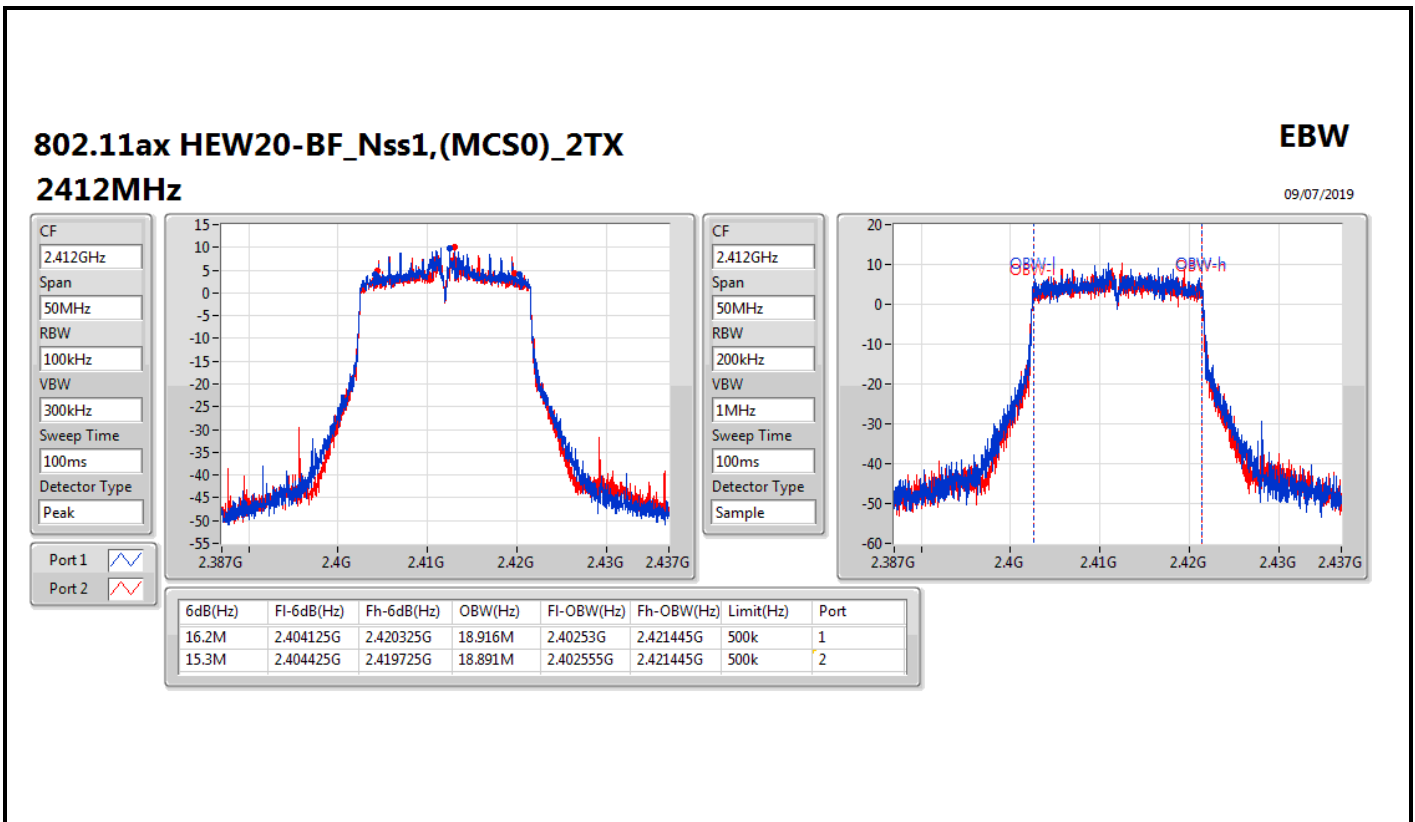 802.11ax HEW20-BF_Nss1,(MCS0)_2TX
EBW
2412MHz
09/07/2019
CF
2.412GHz
Span
50MHz
RBW
100kHz
VBW
300kHz
Sweep Time
100ms
Detector Type
Peak
Port 1
Port 2
15
10
5
0
-5
-10
-15
-20
-25
-30
-35
-40
-45
-50
-55
2.387G 2.4G 2.41G 2.42G 2.43G 2.437G
CF
2.412GHz
Span
50MHz
RBW
200kHz
VBW
1MHz
Sweep Time
100ms
Detector Type
Sample
20
10
0
-10
-20
-30
-40
-50
-60
OBW-l OBW-h
OBW-l OBW-h
2.387G 2.4G 2.41G 2.42G 2.43G 2.437G
6dB(Hz) Fl-6dB(Hz) Fh-6dB(Hz) OBW(Hz) Fl-OBW(Hz) Fh-OBW(Hz) Limit(Hz) Port
16.2M 2.404125G 2.420325G 18.916M 2.40253G 2.421445G 500k 1
15.3M 2.404425G 2.419725G 18.891M 2.402555G 2.421445G 500k 2